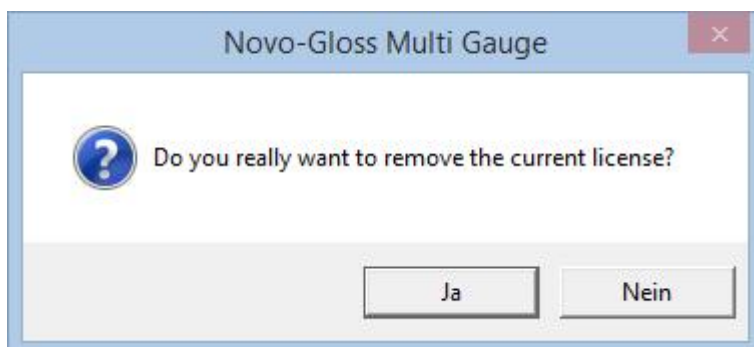 Novo-Gloss Multi Gauge
Do you really want to remove the current license?
Ja
Nein